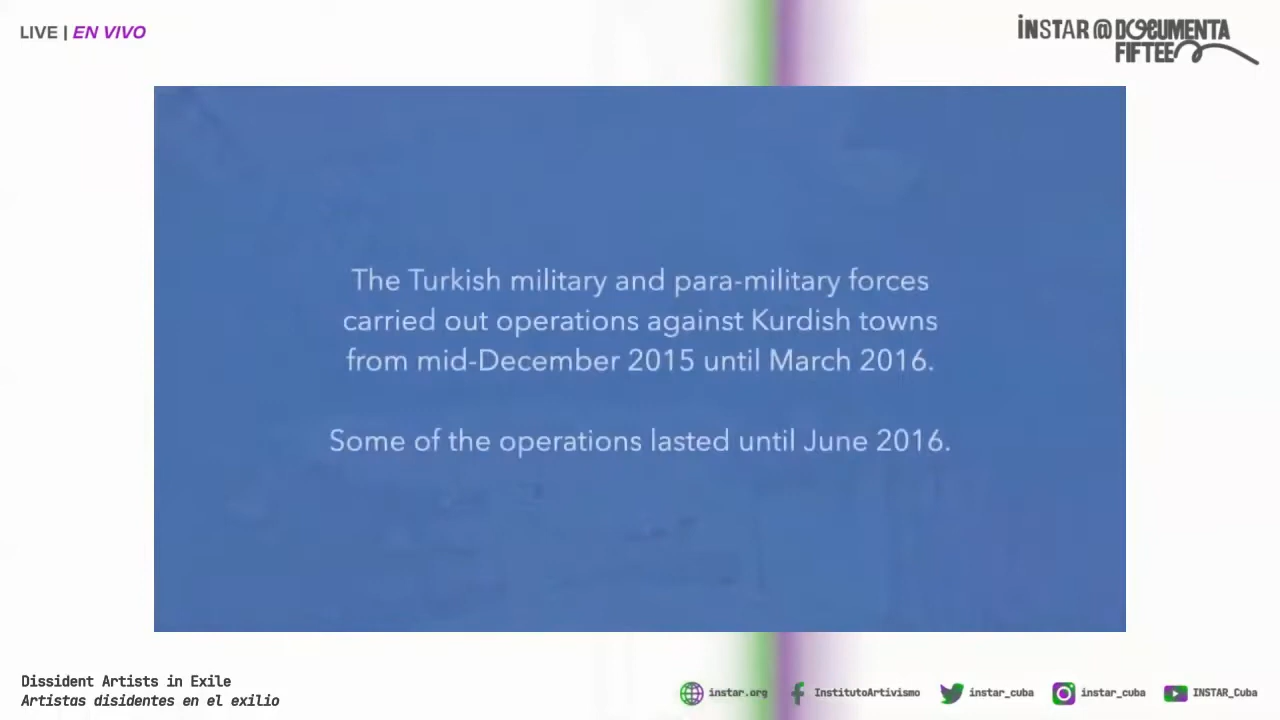 LIVE | EN VIVO
INSTAR @ DOCUMENTA
FIFTEEN
The Turkish military and para-military forces
carried out operations against Kurdish towns
from mid-December 2015 until March 2016.
Some of the operations lasted until June 2016.
Dissident Artists in Exile
Artistas disidentes en el exilio
instar.org
InstitutoArtivismo
instar_cuba
instar_cuba
INSTAR_Cuba